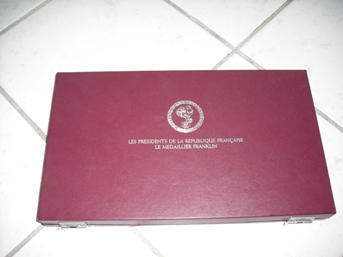 LES PRESIDENTS DE LA REPUBLIQUE FRANÇAISE
LE MEDAILLIER FRANKLIN